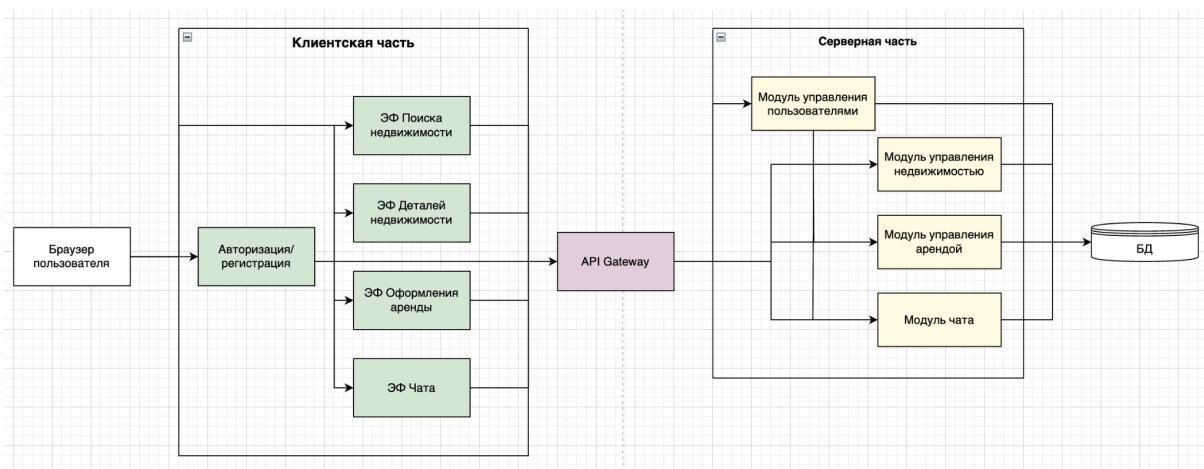 Клиентская часть
Серверная часть
ЭФ Поиска
недвижимости
ЭФ Деталей
недвижимости
Браузер
пользователя
Авторизация/
регистрация
ЭФ Оформления
аренды
ЭФ Чата
API Gateway
Модуль управления
пользователями
Модуль управления
недвижимостью
Модуль управления
арендой
Модуль чата
БД